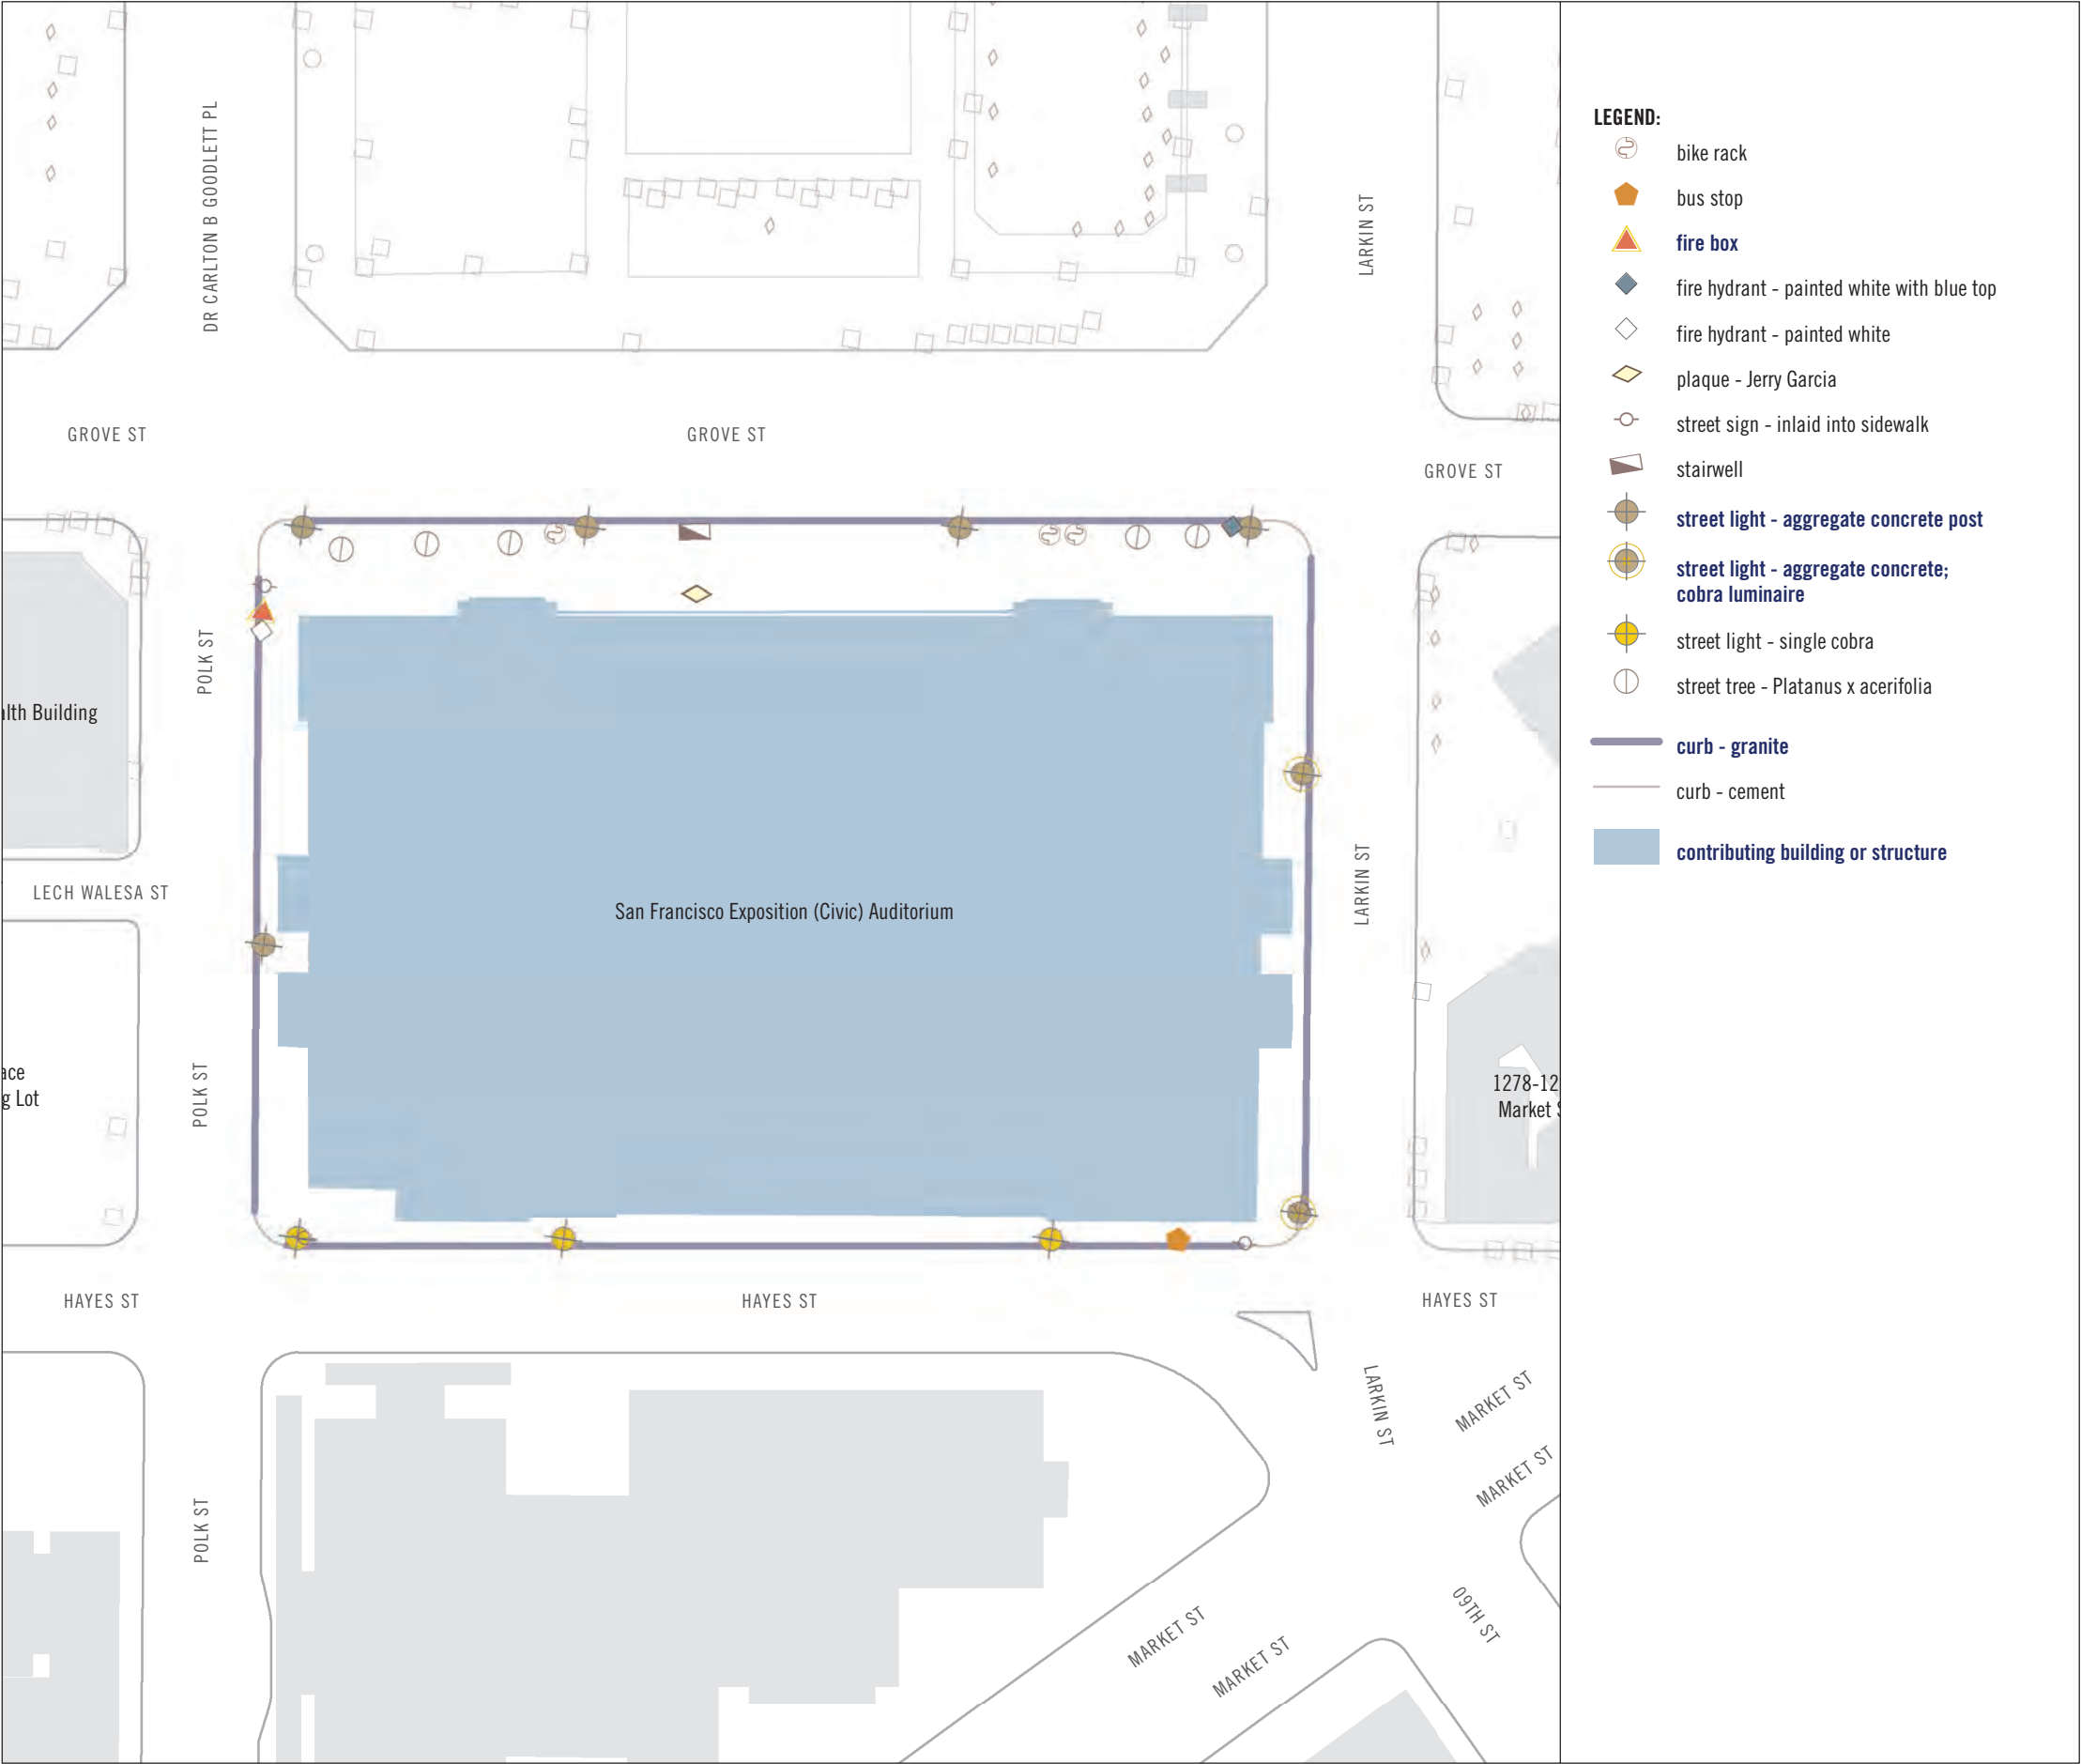 DR CARLTON B GOODLETT PL
LARKIN ST
GROVE ST
GROVE ST
GROVE ST
POLK ST
lth Building
LECH WALESA ST
San Francisco Exposition (Civic) Auditorium
LARKIN ST
ace
g Lot
POLK ST
1278-12
Market S
HAYES ST
HAYES ST
HAYES ST
LARKIN ST
MARKET ST
MARKET ST
POLK ST
09TH ST
MARKET ST
MARKET ST
LEGEND:
bike rack
bus stop
fire box
fire hydrant - painted white with blue top
fire hydrant - painted white
plaque - Jerry Garcia
street sign - inlaid into sidewalk
stairwell
street light - aggregate concrete post
street light - aggregate concrete;
cobra luminaire
street light - single cobra
street tree - Platanus x acerifolia
curb - granite
curb - cement
contributing building or structure